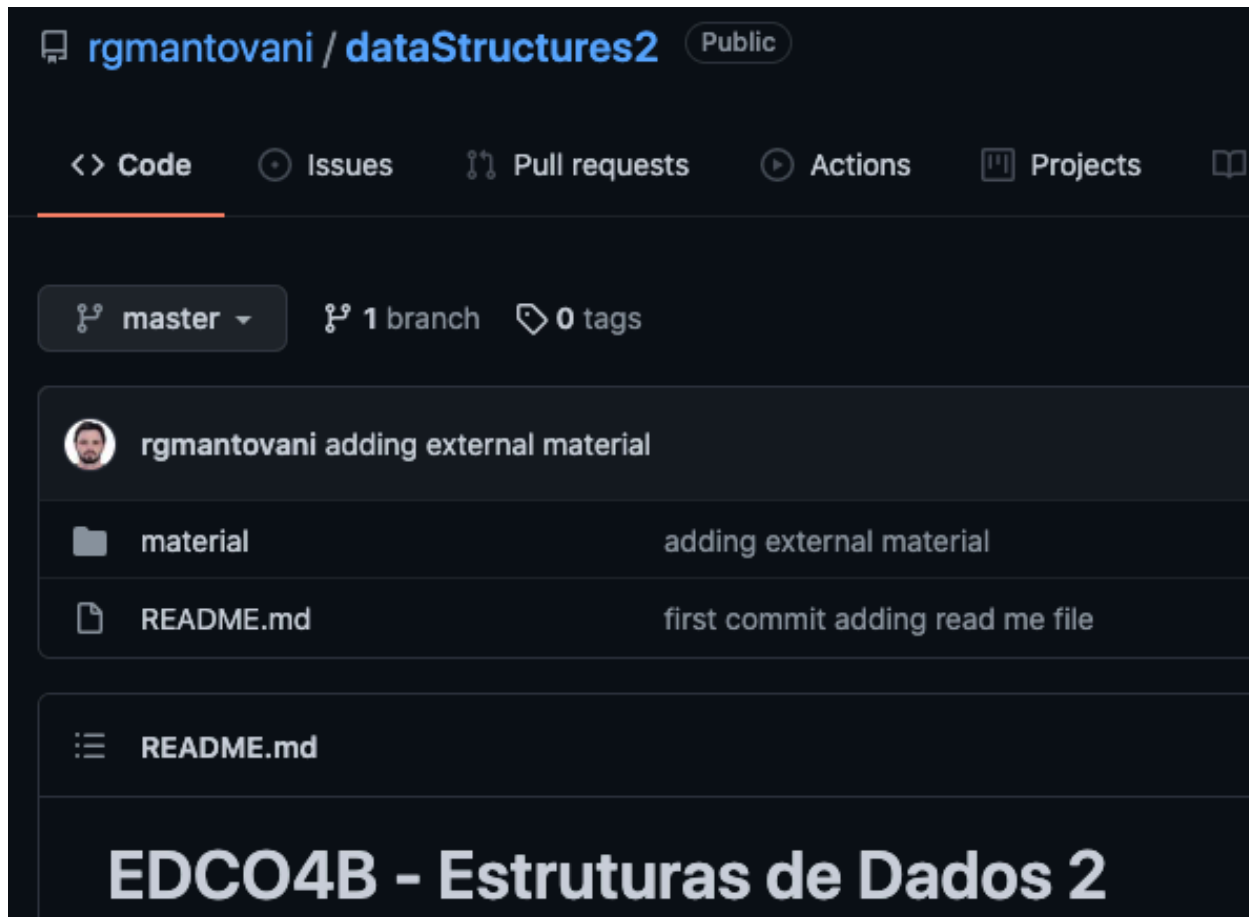 rgmantovani / dataStructures2 Public
<> Code Issues Pull requests Actions Projects
master 1 branch 0 tags
rgmantovani adding external material
material adding external material
README.md first commit adding read me file
README.md
EDCO4B - Estruturas de Dados 2